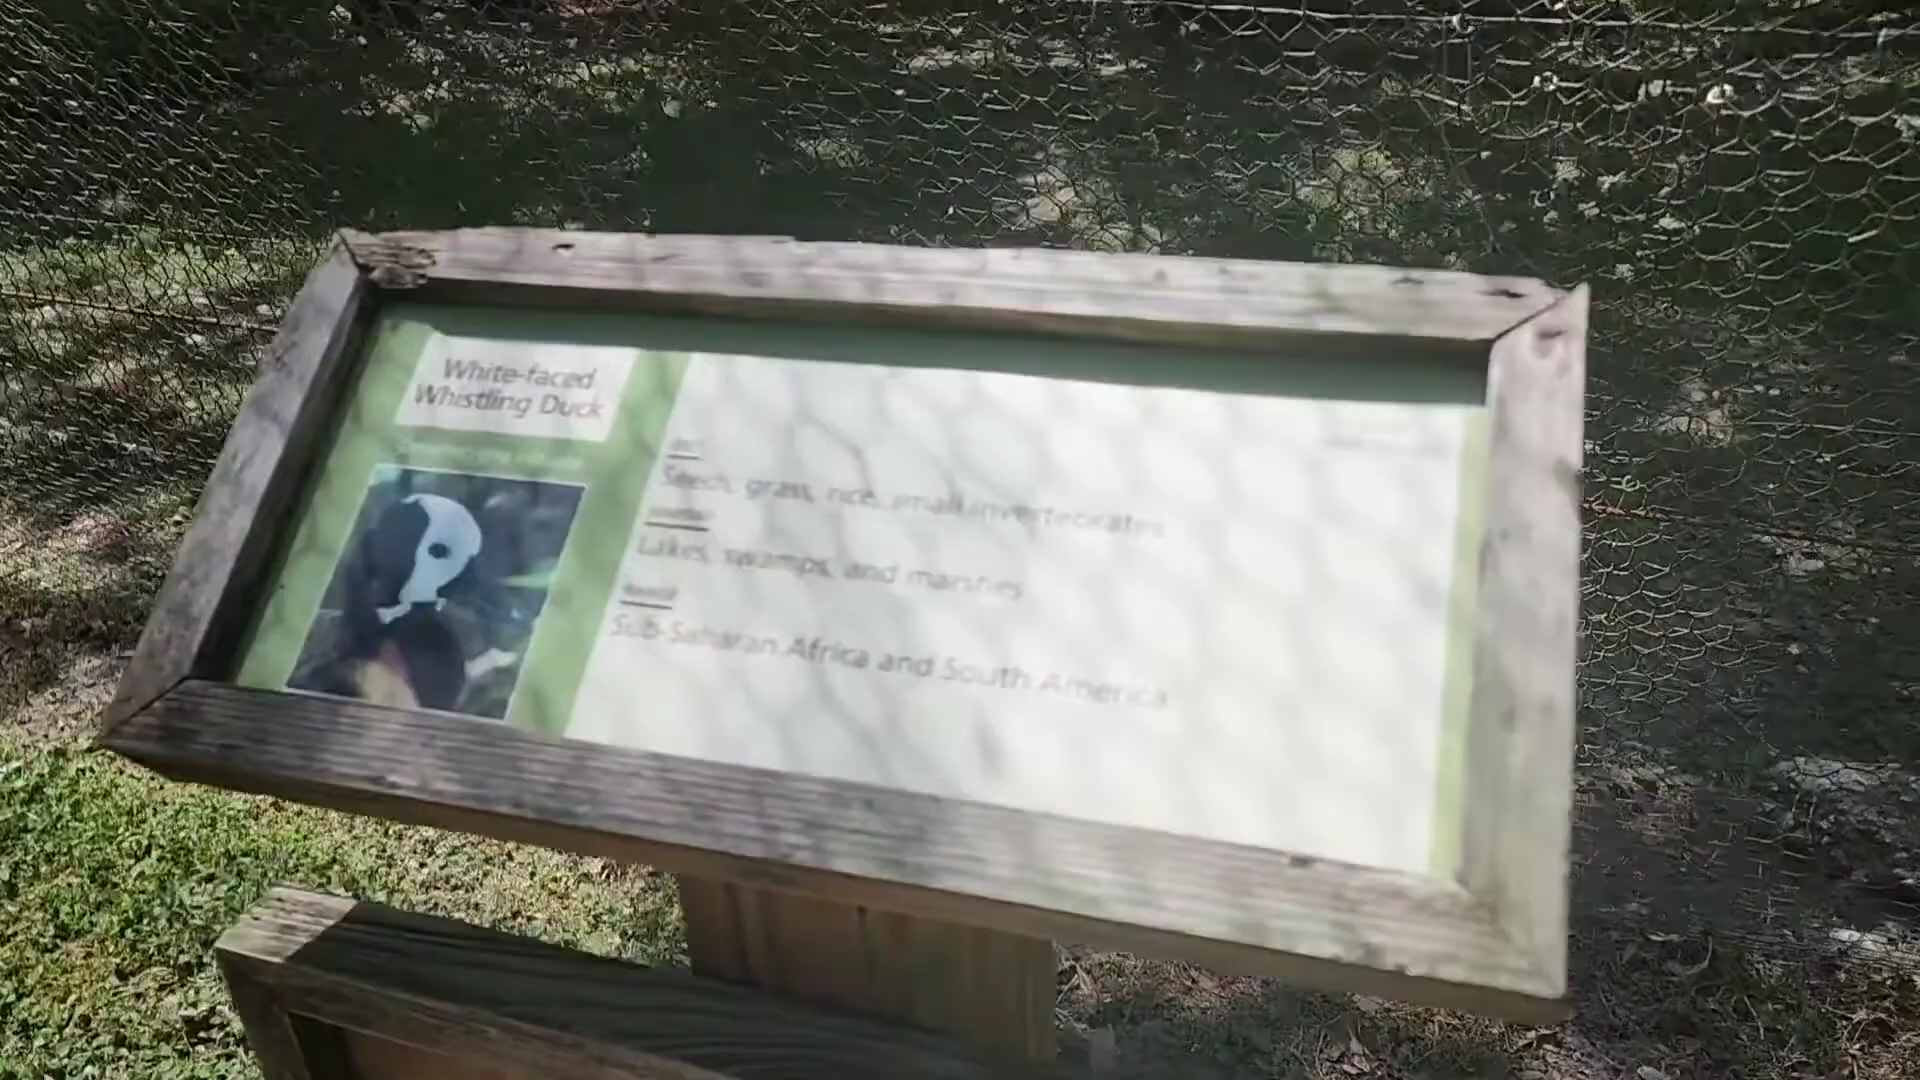 White-faced
Whistling Duck
Seeds, grass, rice, small invertebrates
Lakes, swamps, and marshes
Sub-Saharan Africa and South America